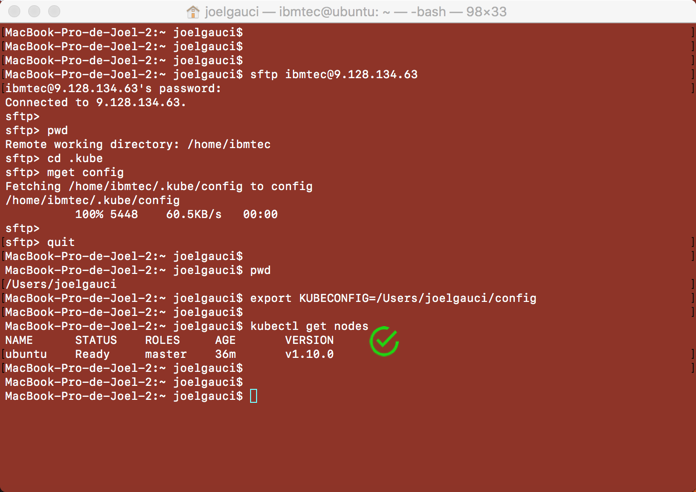 joelgauci — ibmtec@ubuntu: ~ — -bash — 98×33
[MacBook-Pro-de-Joel-2:~ joelgauci$ ]
[MacBook-Pro-de-Joel-2:~ joelgauci$ ]
[MacBook-Pro-de-Joel-2:~ joelgauci$ ]
[MacBook-Pro-de-Joel-2:~ joelgauci$ sftp ibmtec@9.128.134.63 ]
[ibmtec@9.128.134.63's password: ]
Connected to 9.128.134.63.
sftp>
sftp> pwd
Remote working directory: /home/ibmtec
sftp> cd .kube
sftp> mget config
Fetching /home/ibmtec/.kube/config to config
/home/ibmtec/.kube/config
100% 5448 60.5KB/s 00:00
sftp>
[sftp> quit ]
[MacBook-Pro-de-Joel-2:~ joelgauci$ ]
MacBook-Pro-de-Joel-2:~ joelgauci$ pwd
[/Users/joelgauci ]
MacBook-Pro-de-Joel-2:~ joelgauci$ export KUBECONFIG=/Users/joelgauci/config
[MacBook-Pro-de-Joel-2:~ joelgauci$ ]
MacBook-Pro-de-Joel-2:~ joelgauci$ kubectl get nodes
NAME STATUS ROLES AGE VERSION
[ubuntu Ready master 36m v1.10.0 ]
[MacBook-Pro-de-Joel-2:~ joelgauci$ ]
MacBook-Pro-de-Joel-2:~ joelgauci$
MacBook-Pro-de-Joel-2:~ joelgauci$